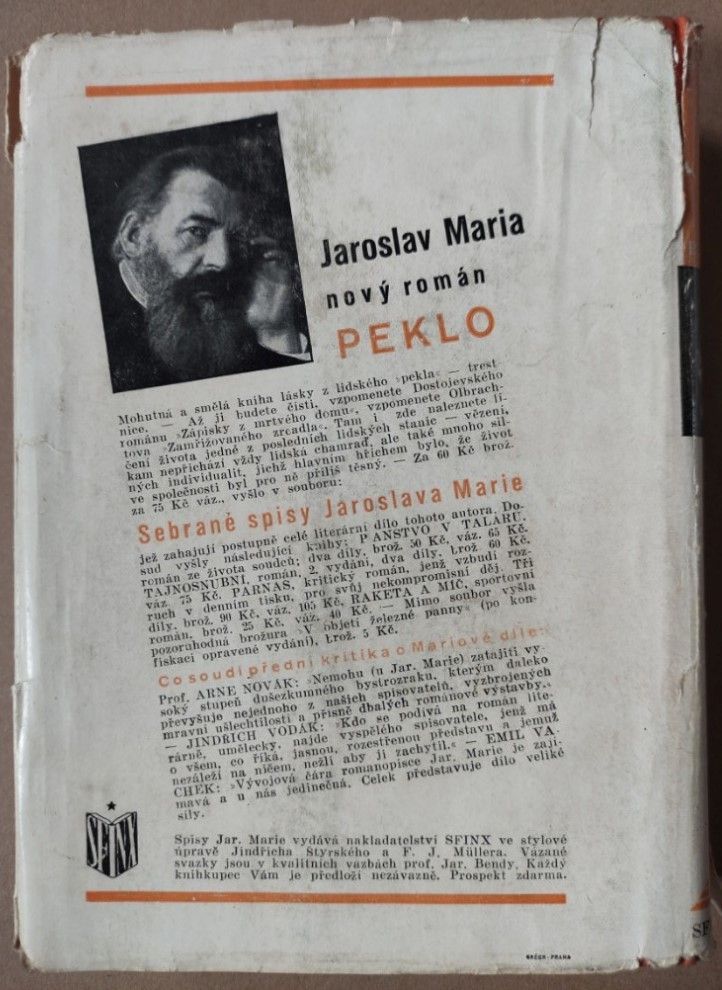 Jaroslav Maria
nový román
PEKLO
Mohutná a smělá kniha lásky z lidského »pekla« — trest-
nice. — Až ji budete čísti, vzpomenete Dostojevského
románu »Zápisky z mrtvého domu«, vzpomenete Olbrach-
tova »Zamřížovaného zrcadla«. Tam i zde naleznete lí-
čení života jedné z posledních lidských stanic — vězení,
kam nepřichází vždy lidská chamraď, ale také mnoho sil-
ných individualit, jichž hlavním hříchem bylo, že život
ve společnosti byl pro ně příliš těsný. — Za 60 Kč brož.
za 75 Kč váz., vyšlo v souboru:
Sebrané spisy Jaroslava Marie
jež zahajují postupně celé literární dílo tohoto autora. Do-
sud vyšly následující knihy: PANSTVO V TALÁRU,
román ze života soudců; dva díly, brož. 50 Kč, váz. 65 Kč.
TAJNOSNUBNÍ, román, 2. vydání, dva díly, brož. 60 Kč,
váz. 75 Kč. PARNAS, kritický román, jenž vzbudí roz-
ruch v denním tisku, pro svůj nekompromisní děj. Tři
díly, brož. 90 Kč, váz. 105 Kč, RAKETA A MÍČ, sportovní
román, brož. 25 Kč, váz. 40 Kč. — Mimo soubor vyšla
pozoruhodná brožura »V objetí železné panny« (po kon-
fiskaci opravené vydání), brož. 5 Kč.
Co soudí přední kritika o Mariově díle:
Prof. ARNE NOVÁK: »Nemohu (u Jar. Marie) zatajiti vy-
soký stupeň dušezkumného bystrozraku, kterým daleko
převyšuje nejednoho z našich spisovatelů, vyzbrojených
mravní ušlechtilostí a přísně dbalých románové výstavby.«
— JINDŘICH VODÁK: »Kdo se podívá na román lite-
rárně, umělecky, najde vyspělého spisovatele, jenž má
o všem, co říká, jasnou, rozestřenou představu a jemuž
nezáleží na ničem, nežli aby ji zachytil.« — EMIL VA-
CHEK: »Vývojová čára romanopisce Jar. Marie je zají-
mavá a u nás jedinečná. Celek představuje dílo veliké
síly.
SFINX
Spisy Jar. Marie vydává nakladatelství SFINX ve stylové
úpravě Jindřicha Štyrského a F. J. Müllera. Vázané
svazky jsou v kvalitních vazbách prof. Jar. Bendy. Každý
knihkupec Vám je předloží nezávazně. Prospekt zdarma.
GRÉGR - PRAHA
SF